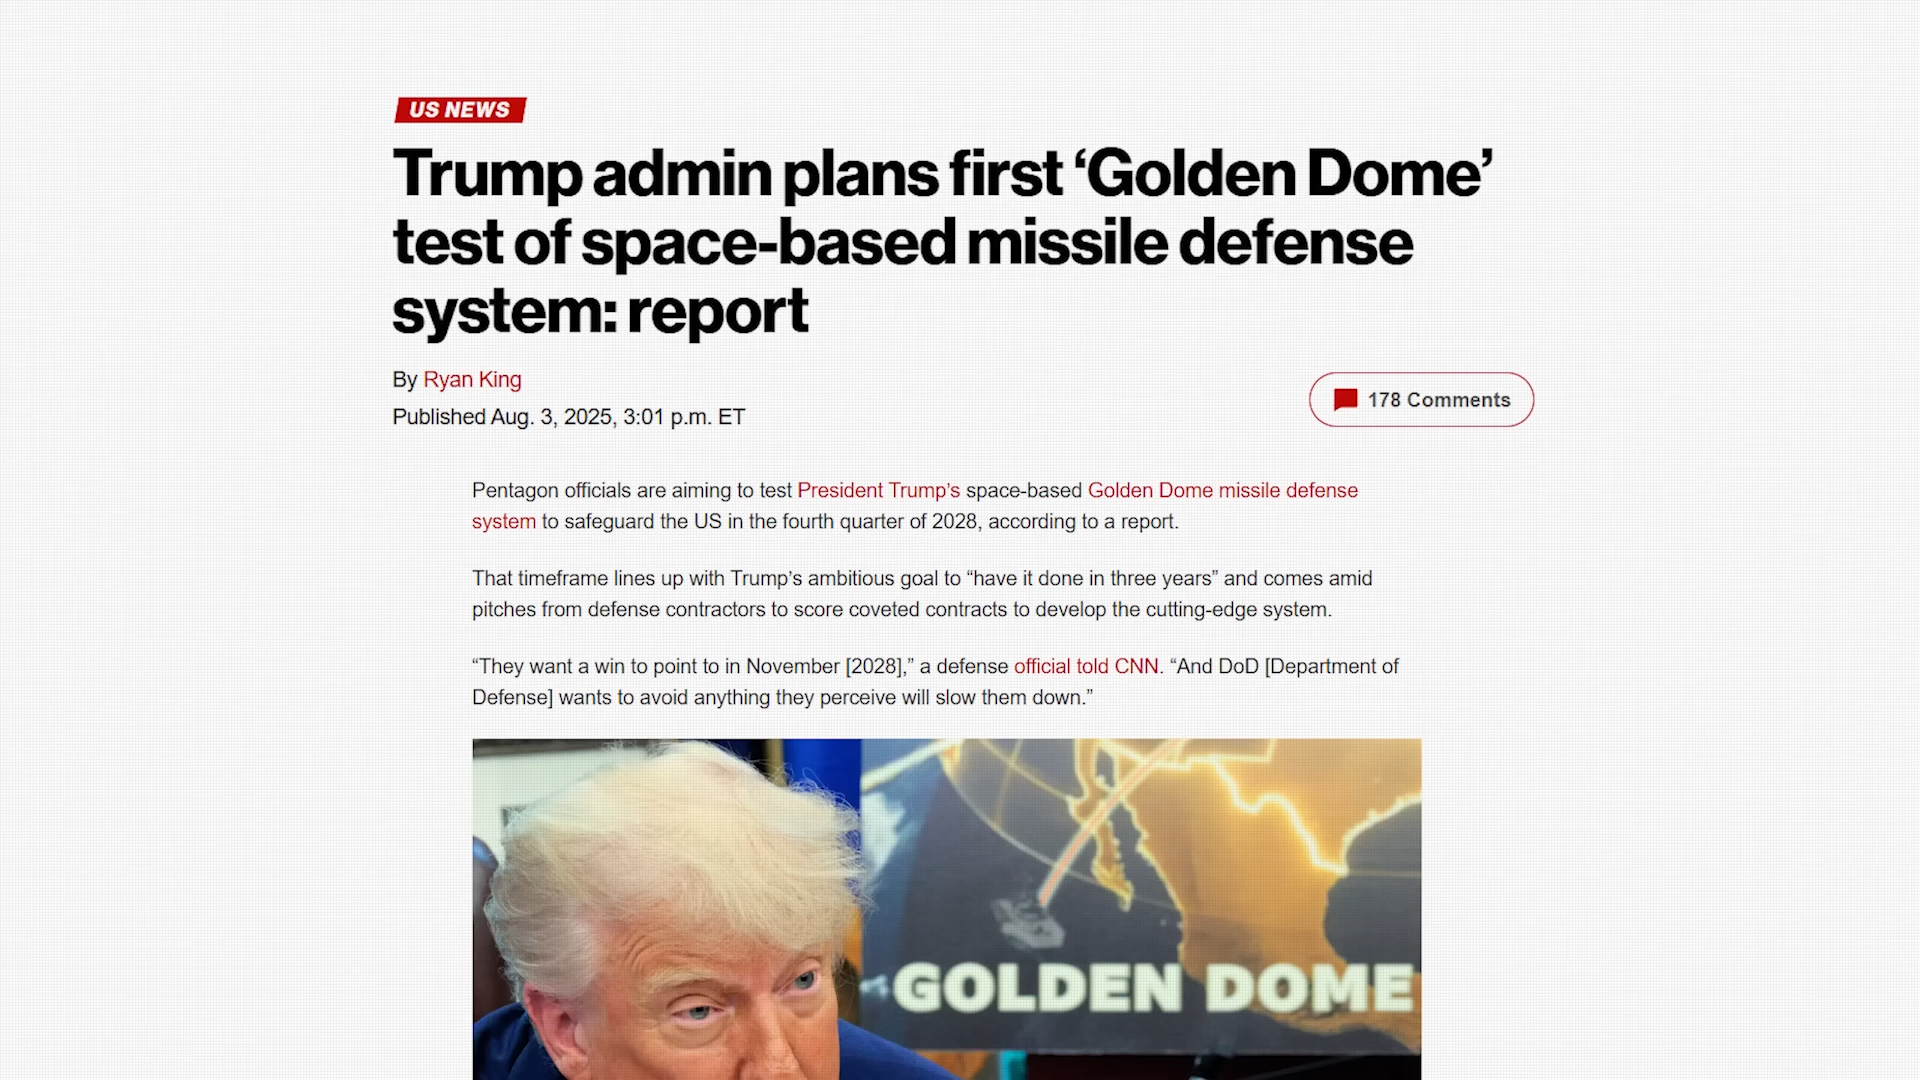 US NEWS
Trump admin plans first ‘Golden Dome’
test of space-based missile defense
system: report
By Ryan King
Published Aug. 3, 2025, 3:01 p.m. ET
178 Comments
Pentagon officials are aiming to test President Trump’s space-based Golden Dome missile defense
system to safeguard the US in the fourth quarter of 2028, according to a report.
That timeframe lines up with Trump’s ambitious goal to “have it done in three years” and comes amid
pitches from defense contractors to score coveted contracts to develop the cutting-edge system.
“They want a win to point to in November [2028],” a defense official told CNN. “And DoD [Department of
Defense] wants to avoid anything they perceive will slow them down.”
GOLDEN DOME